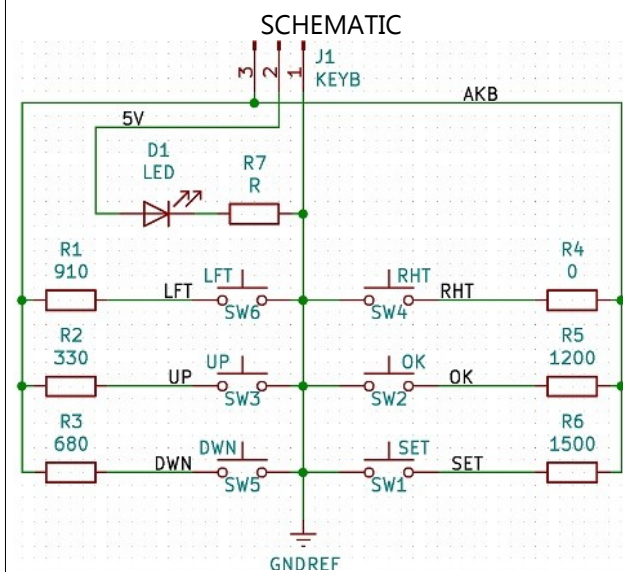 SCHEMATIC
J1
KEYB
3 2 1
AKB
5V
D1
LED
R7
R
R1
910
LFT
LFT
SW6
RHT
SW4
RHT
R4
0
R2
330
UP
UP
SW3
OK
SW2
OK
R5
1200
R3
680
DWN
DWN
SW5
SET
SW1
SET
R6
1500
GNDREF